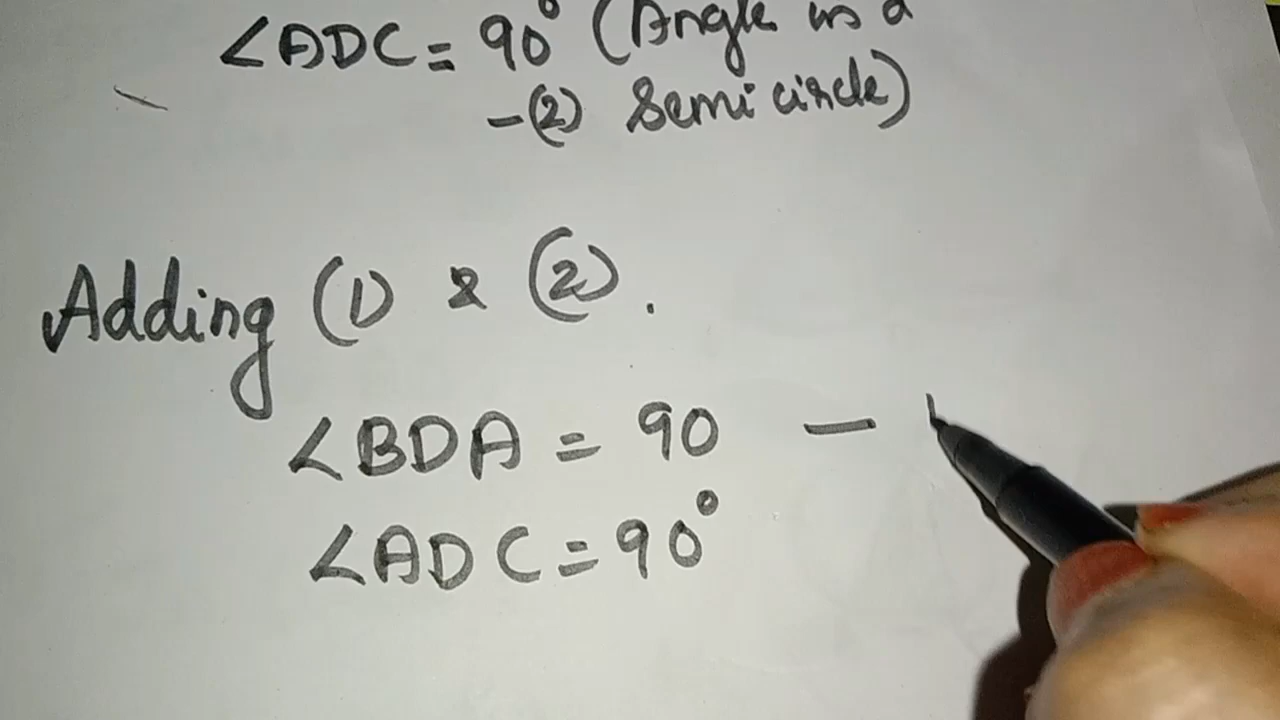 ∠ADC = 90° (Angle in a
-(2) Semi circle)
Adding (1) & (2).
∠BDA = 90 —
∠ADC = 90°